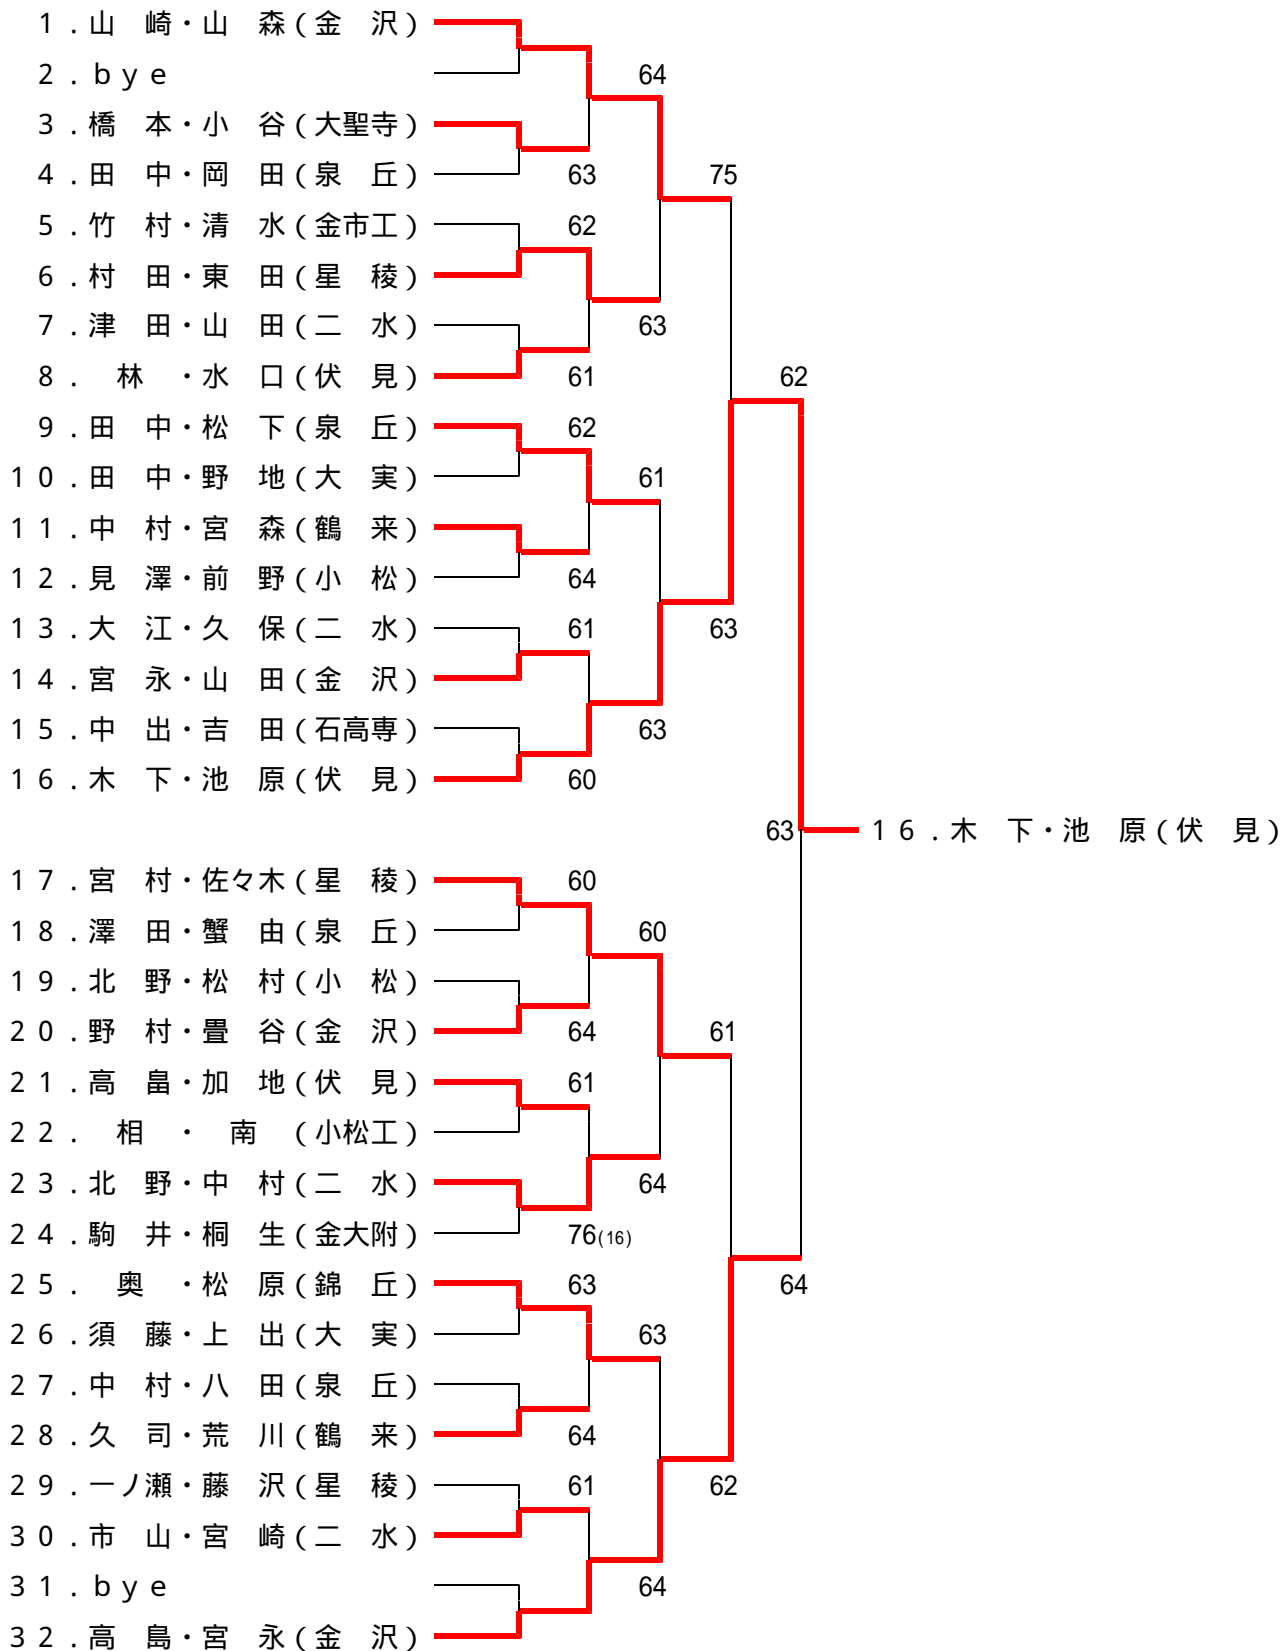 1.山 崎・山 森(金 沢)
2.bye 64
3.橋 本・小 谷(大聖寺)
4.田 中・岡 田(泉 丘) 63 75
5.竹 村・清 水(金市工) 62
6.村 田・東 田(星 稜)
7.津 田・山 田(二 水) 63
8. 林 ・水 口(伏 見) 61 62
9.田 中・松 下(泉 丘) 62
10.田 中・野 地(大 実) 61
11.中 村・宮 森(鶴 来)
12.見 澤・前 野(小 松) 64
13.大 江・久 保(二 水) 61 63
14.宮 永・山 田(金 沢)
15.中 出・吉 田(石高専) 63
16.木 下・池 原(伏 見) 60
63 16.木 下・池 原(伏 見)
17.宮 村・佐々木(星 稜) 60
18.澤 田・蟹 由(泉 丘) 60
19.北 野・松 村(小 松)
20.野 村・畳 谷(金 沢) 64 61
21.高 畠・加 地(伏 見) 61
22. 相 ・ 南 (小松工)
23.北 野・中 村(二 水) 64
24.駒 井・桐 生(金大附) 76(16)
25. 奥 ・松 原(錦 丘) 63 64
26.須 藤・上 出(大 実) 63
27.中 村・八 田(泉 丘)
28.久 司・荒 川(鶴 来) 64
29.一ノ瀬・藤 沢(星 稜) 61 62
30.市 山・宮 崎(二 水)
31.bye 64
32.高 島・宮 永(金 沢)